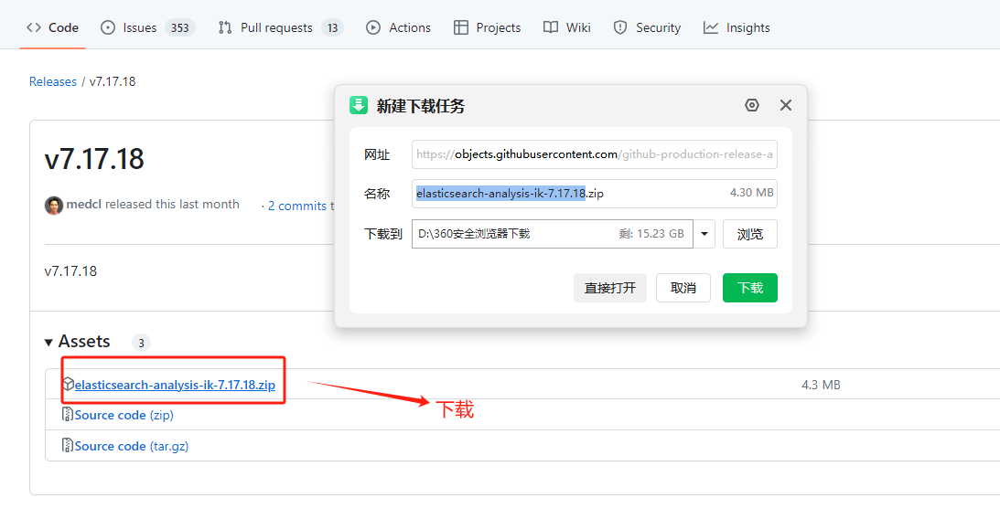 Code Issues 353 Pull requests 13 Actions Projects Wiki Security Insights
Releases / v7.17.18
新建下载任务
v7.17.18
网址 https://objects.githubusercontent.com/github-production-release-a
medcl released this last month · 2 commits t
名称 elasticsearch-analysis-ik-7.17.18.zip 4.30 MB
下载到 D:\360安全浏览器下载 剩: 15.23 GB 浏览
v7.17.18
直接打开 取消 下载
Assets 3
elasticsearch-analysis-ik-7.17.18.zip 4.3 MB
下载
Source code (zip)
Source code (tar.gz)